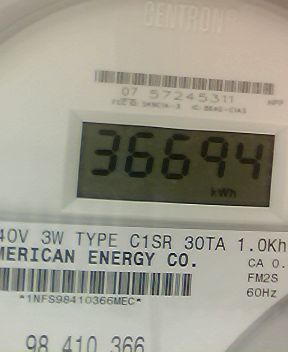 CENTRON
07 57245311 NPP
36694
kWh
40V 3W TYPE C1SR 30TA 1.0Kh
MERICAN ENERGY CO. CA 0.
FM2S
*1NFS98410366MEC* 60Hz
98 410 366